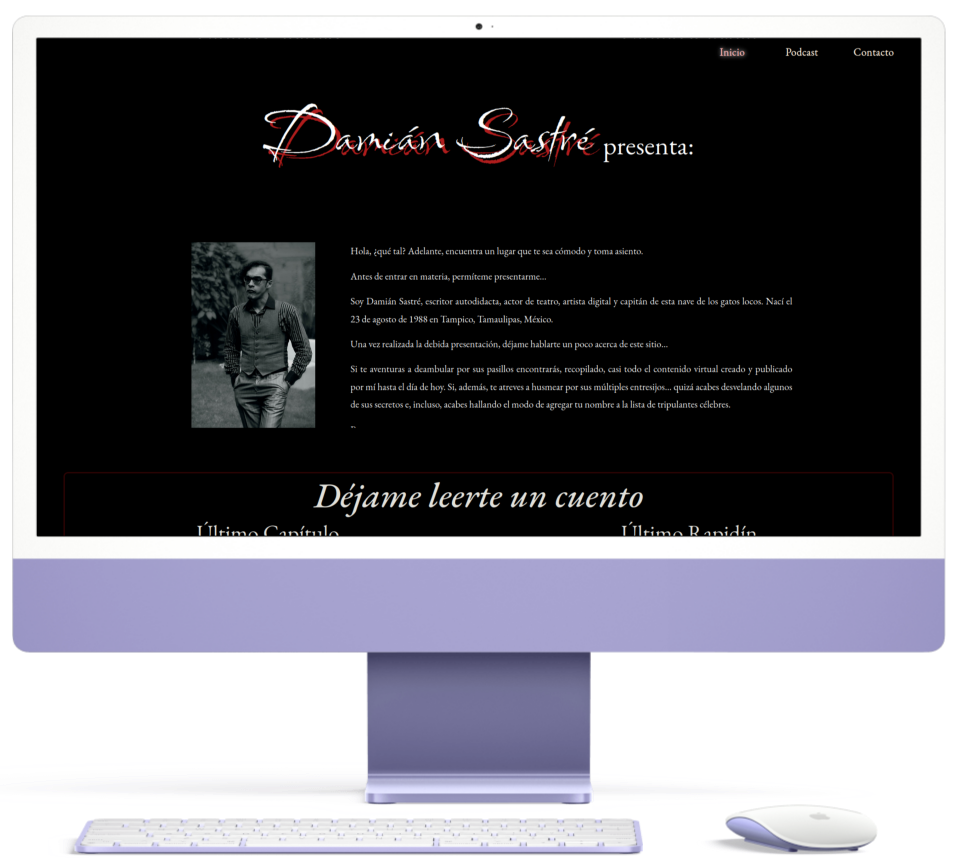 Inicio Podcast Contacto
Damián Sastré presenta:
Hola, ¿qué tal? Adelante, encuentra un lugar que te sea cómodo y toma asiento.
Antes de entrar en materia, permíteme presentarme...
Soy Damián Sastré, escritor autodidacta, actor de teatro, artista digital y capitán de esta nave de los gatos locos. Nací el
23 de agosto de 1988 en Tampico, Tamaulipas, México.
Una vez realizada la debida presentación, déjame hablarte un poco acerca de este sitio...
Si te aventuras a deambular por sus pasillos encontrarás, recopilado, casi todo el contenido virtual creado y publicado
por mí hasta el día de hoy. Si, además, te atreves a husmear por sus múltiples entresijos... quizá acabes desvelando algunos
de sus secretos e, incluso, acabes hallando el modo de agregar tu nombre a la lista de tripulantes célebres.
Déjame leerte un cuento
Último Capítulo Último Rapidín